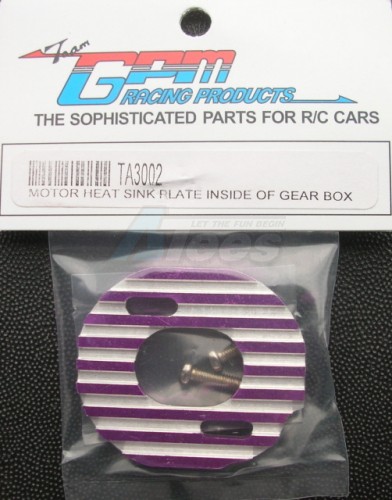 Team
GPM
RACING PRODUCTS
THE SOPHISTICATED PARTS FOR R/C CARS
TA3002
MOTOR HEAT SINK PLATE INSIDE OF GEAR BOX
LET THE FUN BEGIN
ATees